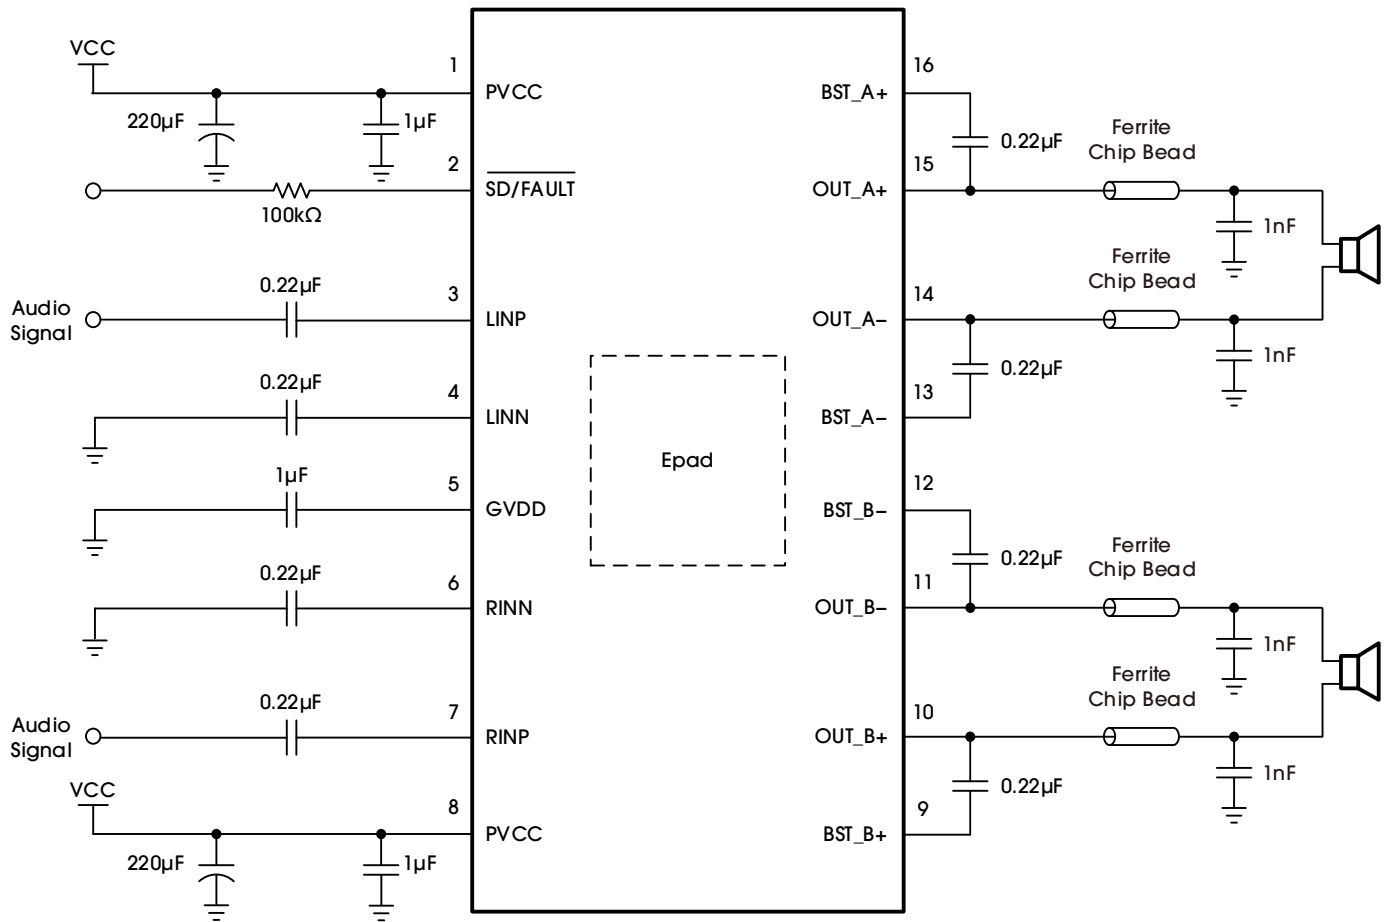 VCC
1
PVCC
220µF
1µF
2
SD/FAULT
100kΩ
0.22µF
3
Audio
Signal
LINP
0.22µF
4
LINN
1µF
5
GVDD
0.22µF
6
RINN
0.22µF
7
Audio
Signal
RINP
VCC
8
PVCC
220µF
1µF
Epad
16
BST_A+
0.22µF
Ferrite
Chip Bead
15
OUT_A+
1nF
Ferrite
Chip Bead
14
OUT_A−
1nF
0.22µF
13
BST_A−
12
BST_B−
0.22µF
Ferrite
Chip Bead
11
OUT_B−
1nF
Ferrite
Chip Bead
10
OUT_B+
1nF
0.22µF
9
BST_B+